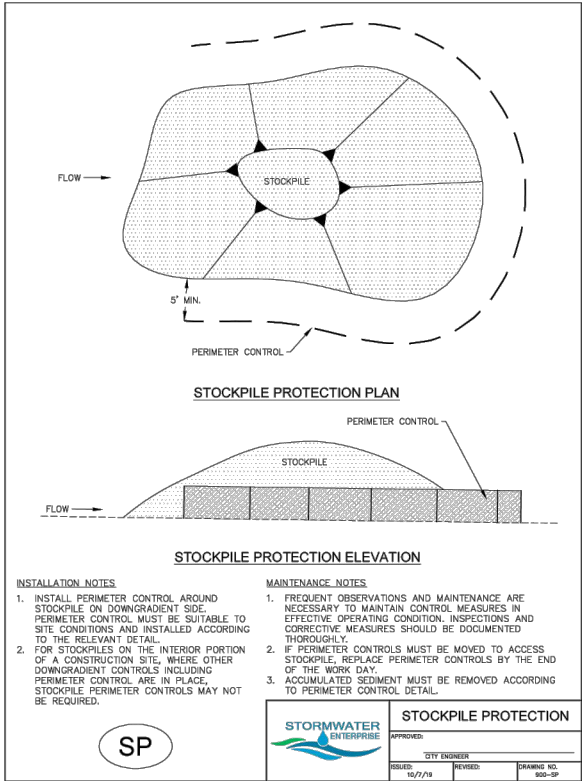 FLOW
STOCKPILE
5' MIN.
PERIMETER CONTROL
STOCKPILE PROTECTION PLAN
PERIMETER CONTROL
STOCKPILE
FLOW
STOCKPILE PROTECTION ELEVATION
INSTALLATION NOTES
1. INSTALL PERIMETER CONTROL AROUND
STOCKPILE ON DOWNGRADIENT SIDE.
PERIMETER CONTROL MUST BE SUITABLE TO
SITE CONDITIONS AND INSTALLED ACCORDING
TO THE RELEVANT DETAIL.
2. FOR STOCKPILES ON THE INTERIOR PORTION
OF A CONSTRUCTION SITE, WHERE OTHER
DOWNGRADIENT CONTROLS INCLUDING
PERIMETER CONTROL ARE IN PLACE,
STOCKPILE PERIMETER CONTROLS MAY NOT
BE REQUIRED.
MAINTENANCE NOTES
1. FREQUENT OBSERVATIONS AND MAINTENANCE ARE
NECESSARY TO MAINTAIN CONTROL MEASURES IN
EFFECTIVE OPERATING CONDITION. INSPECTIONS AND
CORRECTIVE MEASURES SHOULD BE DOCUMENTED
THOROUGHLY.
2. IF PERIMETER CONTROLS MUST BE MOVED TO ACCESS
STOCKPILE, REPLACE PERIMETER CONTROLS BY THE END
OF THE WORK DAY.
3. ACCUMULATED SEDIMENT MUST BE REMOVED ACCORDING
TO PERIMETER CONTROL DETAIL.
SP
STORMWATER
ENTERPRISE
STOCKPILE PROTECTION
APPROVED:
CITY ENGINEER
ISSUED:
10/7/19
REVISED:
DRAWING NO.
900-SP